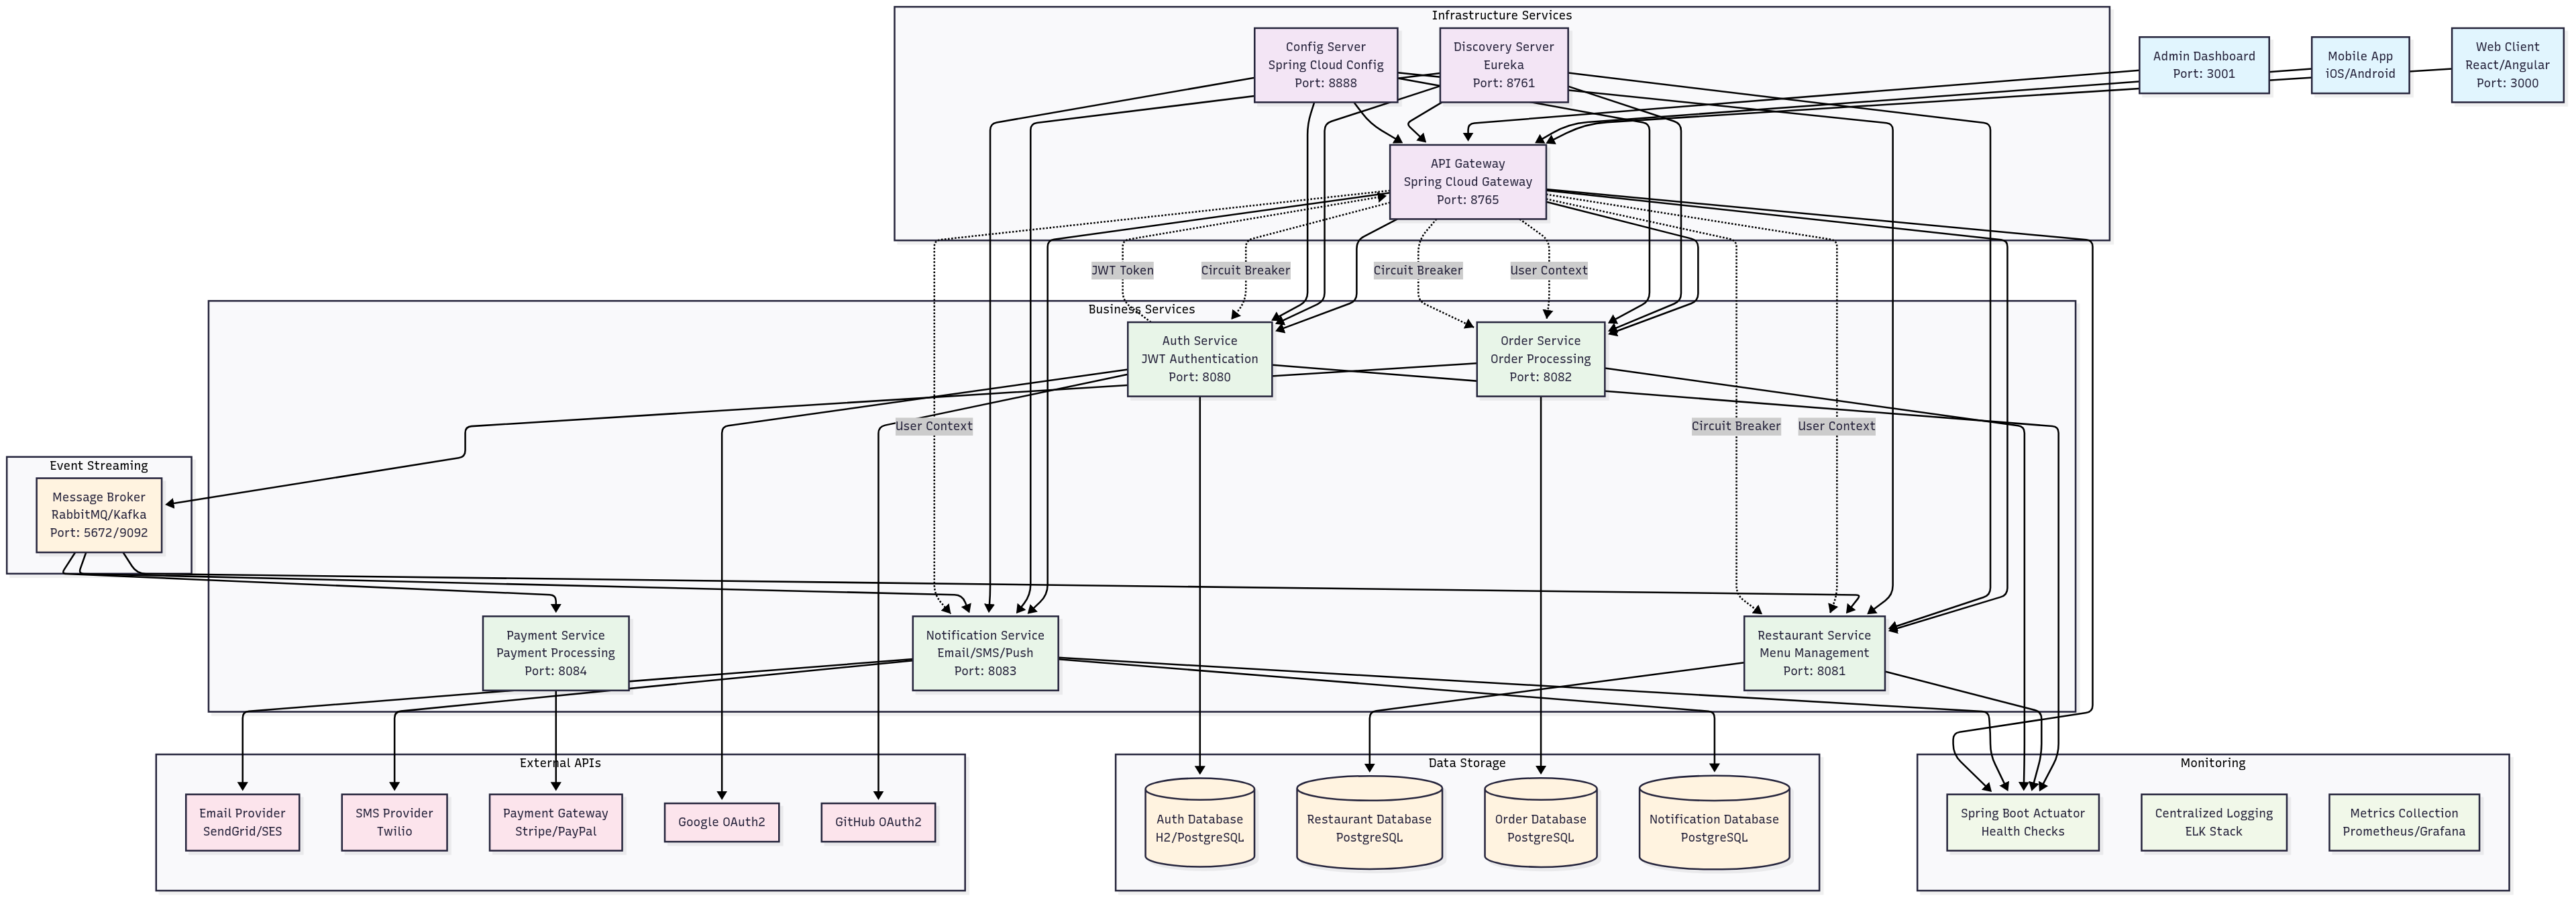 Infrastructure Services
Config Server
Spring Cloud Config
Port: 8888
Discovery Server
Eureka
Port: 8761
Admin Dashboard
Port: 3001
Mobile App
iOS/Android
Web Client
React/Angular
Port: 3000
API Gateway
Spring Cloud Gateway
Port: 8765
JWT Token
Circuit Breaker
Circuit Breaker
User Context
Business Services
Auth Service
JWT Authentication
Port: 8080
Order Service
Order Processing
Port: 8082
User Context
Circuit Breaker
User Context
Event Streaming
Message Broker
RabbitMQ/Kafka
Port: 5672/9092
Payment Service
Payment Processing
Port: 8084
Notification Service
Email/SMS/Push
Port: 8083
Restaurant Service
Menu Management
Port: 8081
External APIs
Email Provider
SendGrid/SES
SMS Provider
Twilio
Payment Gateway
Stripe/PayPal
Google OAuth2
GitHub OAuth2
Data Storage
Auth Database
H2/PostgreSQL
Restaurant Database
PostgreSQL
Order Database
PostgreSQL
Notification Database
PostgreSQL
Monitoring
Spring Boot Actuator
Health Checks
Centralized Logging
ELK Stack
Metrics Collection
Prometheus/Grafana